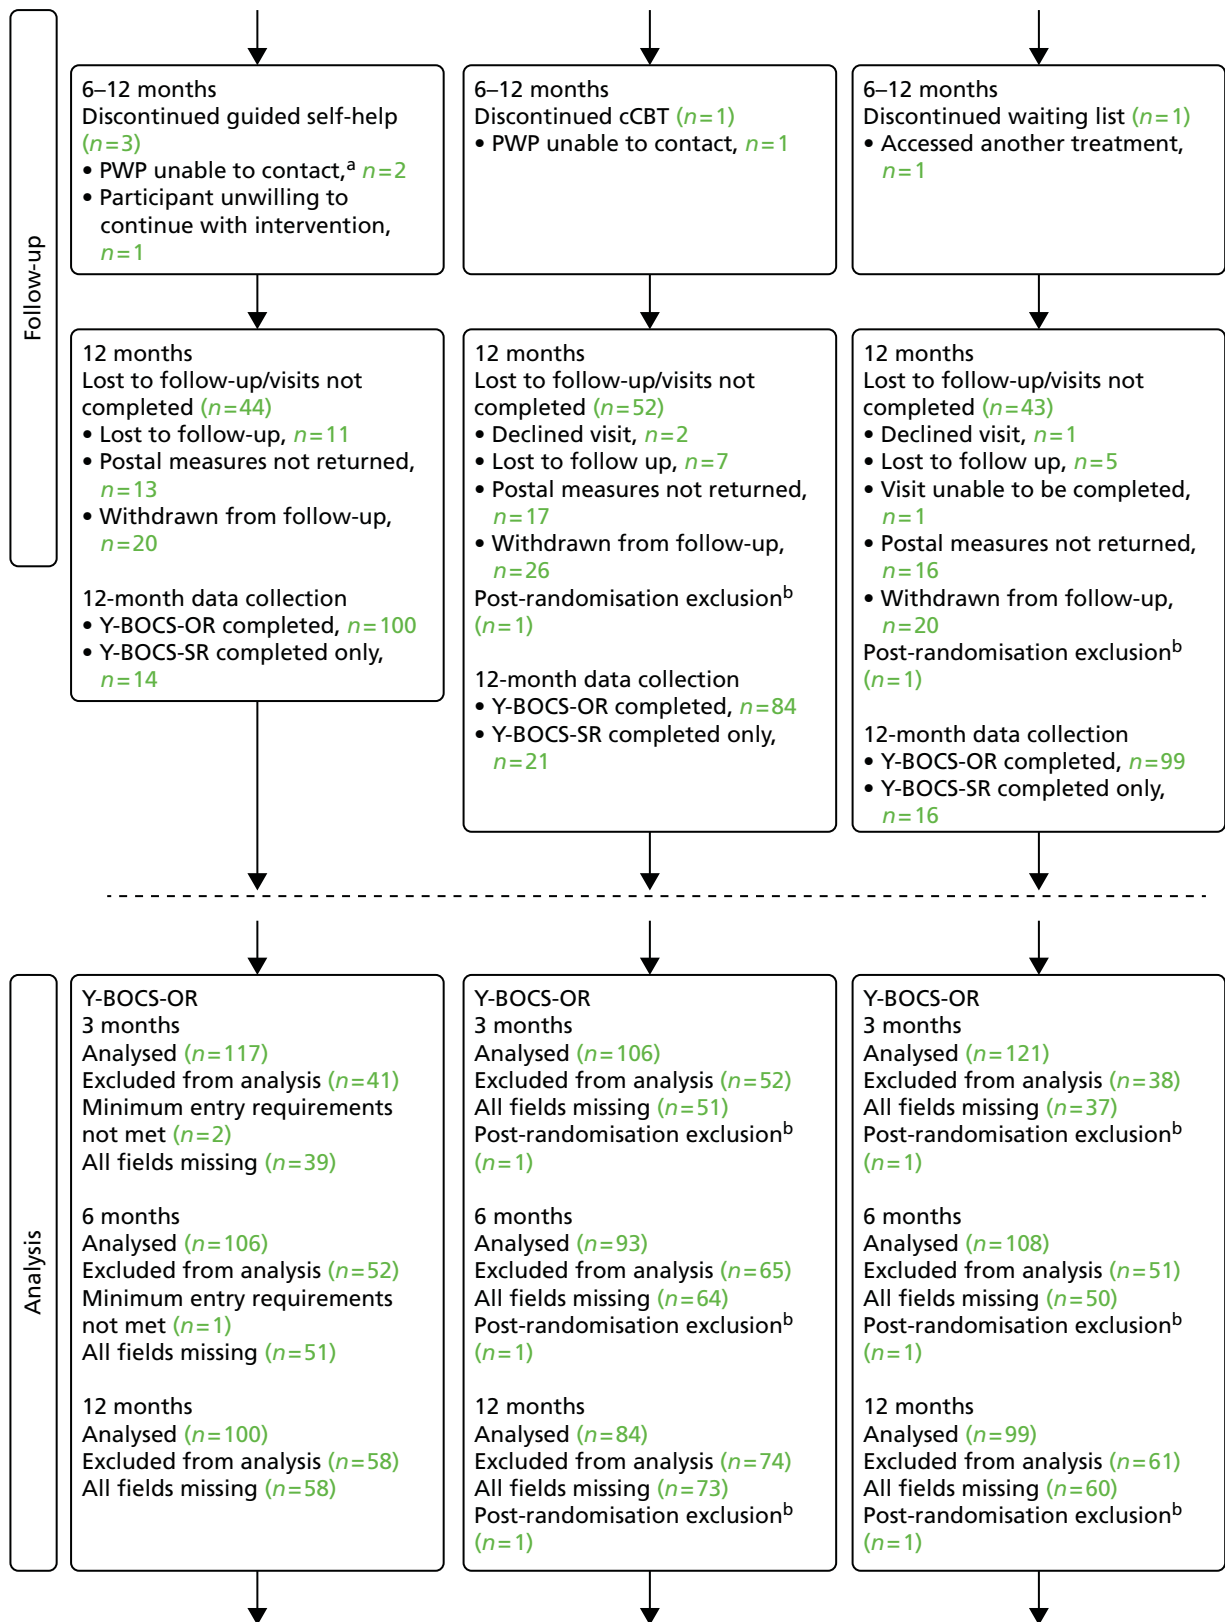 Follow-up
6–12 months
Discontinued guided self-help
(n=3)
• PWP unable to contact,a n=2
• Participant unwilling to
continue with intervention,
n=1
6–12 months
Discontinued cCBT (n=1)
• PWP unable to contact, n=1
6–12 months
Discontinued waiting list (n=1)
• Accessed another treatment,
n=1
12 months
Lost to follow-up/visits not
completed (n=44)
• Lost to follow-up, n=11
• Postal measures not returned,
n=13
• Withdrawn from follow-up,
n=20
12-month data collection
• Y-BOCS-OR completed, n=100
• Y-BOCS-SR completed only,
n=14
12 months
Lost to follow-up/visits not
completed (n=52)
• Declined visit, n=2
• Lost to follow up, n=7
• Postal measures not returned,
n=17
• Withdrawn from follow-up,
n=26
Post-randomisation exclusionb
(n=1)
12-month data collection
• Y-BOCS-OR completed, n=84
• Y-BOCS-SR completed only,
n=21
12 months
Lost to follow-up/visits not
completed (n=43)
• Declined visit, n=1
• Lost to follow up, n=5
• Visit unable to be completed,
n=1
• Postal measures not returned,
n=16
• Withdrawn from follow-up,
n=20
Post-randomisation exclusionb
(n=1)
12-month data collection
• Y-BOCS-OR completed, n=99
• Y-BOCS-SR completed only,
n=16
Analysis
Y-BOCS-OR
3 months
Analysed (n=117)
Excluded from analysis (n=41)
Minimum entry requirements
not met (n=2)
All fields missing (n=39)
6 months
Analysed (n=106)
Excluded from analysis (n=52)
Minimum entry requirements
not met (n=1)
All fields missing (n=51)
12 months
Analysed (n=100)
Excluded from analysis (n=58)
All fields missing (n=58)
Y-BOCS-OR
3 months
Analysed (n=106)
Excluded from analysis (n=52)
All fields missing (n=51)
Post-randomisation exclusionb
(n=1)
6 months
Analysed (n=93)
Excluded from analysis (n=65)
All fields missing (n=64)
Post-randomisation exclusionb
(n=1)
12 months
Analysed (n=84)
Excluded from analysis (n=74)
All fields missing (n=73)
Post-randomisation exclusionb
(n=1)
Y-BOCS-OR
3 months
Analysed (n=121)
Excluded from analysis (n=38)
All fields missing (n=37)
Post-randomisation exclusionb
(n=1)
6 months
Analysed (n=108)
Excluded from analysis (n=51)
All fields missing (n=50)
Post-randomisation exclusionb
(n=1)
12 months
Analysed (n=99)
Excluded from analysis (n=61)
All fields missing (n=60)
Post-randomisation exclusionb
(n=1)